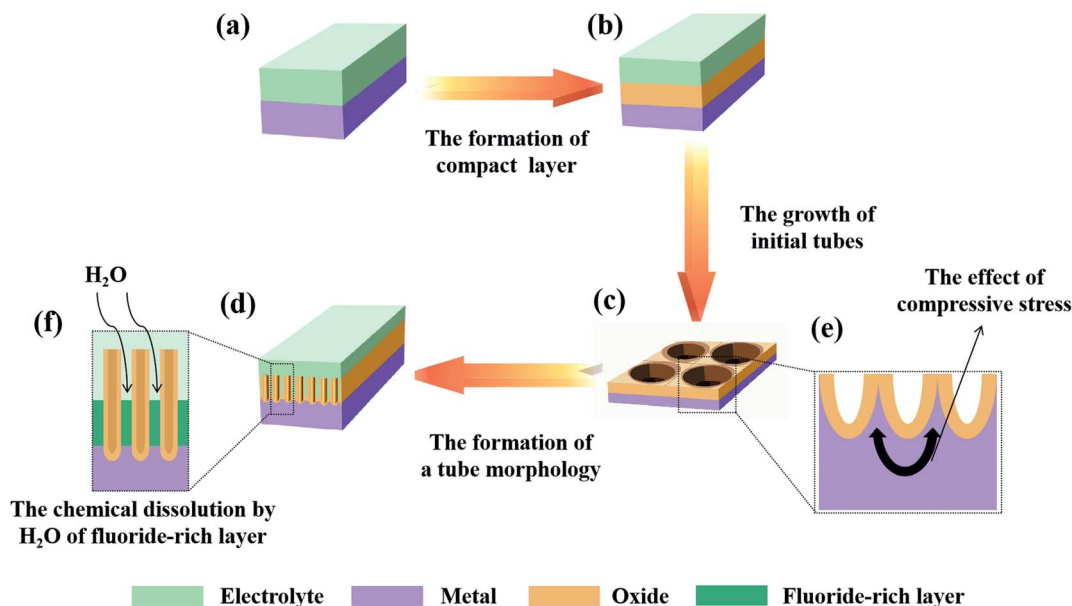 (a)
(b)
The formation of
compact layer
The growth of
initial tubes
H₂O
(f)
(d)
(c)
The effect of
compressive stress
(e)
The formation of
a tube morphology
The chemical dissolution by
H₂O of fluoride-rich layer
Electrolyte
Metal
Oxide
Fluoride-rich layer